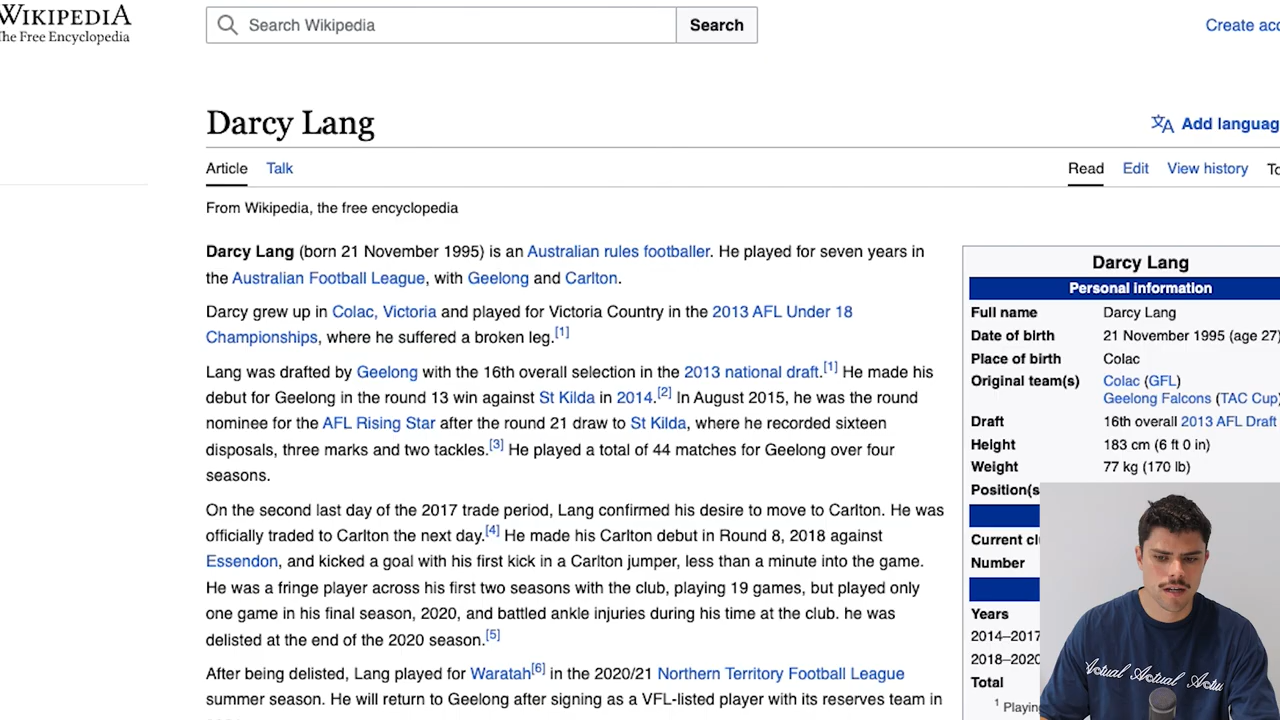 WIKIPEDIA
The Free Encyclopedia
Search Wikipedia
Search
Create
Darcy Lang
Add
Article Talk
Read Edit View history
From Wikipedia, the free encyclopedia
Darcy Lang (born 21 November 1995) is an Australian rules footballer. He played for seven years in
the Australian Football League, with Geelong and Carlton.
Darcy grew up in Colac, Victoria and played for Victoria Country in the 2013 AFL Under 18
Championships, where he suffered a broken leg.[1]
Lang was drafted by Geelong with the 16th overall selection in the 2013 national draft.[1] He made his
debut for Geelong in the round 13 win against St Kilda in 2014.[2] In August 2015, he was the round
nominee for the AFL Rising Star after the round 21 draw to St Kilda, where he recorded sixteen
disposals, three marks and two tackles.[3] He played a total of 44 matches for Geelong over four
seasons.
On the second last day of the 2017 trade period, Lang confirmed his desire to move to Carlton. He was
officially traded to Carlton the next day.[4] He made his Carlton debut in Round 8, 2018 against
Essendon, and kicked a goal with his first kick in a Carlton jumper, less than a minute into the game.
He was a fringe player across his first two seasons with the club, playing 19 games, but played only
one game in his final season, 2020, and battled ankle injuries during his time at the club. he was
delisted at the end of the 2020 season.[5]
After being delisted, Lang played for Waratah[6] in the 2020/21 Northern Territory Football League
summer season. He will return to Geelong after signing as a VFL-listed player with its reserves team in
Darcy Lang
Personal information
Full name Darcy Lang
Date of birth 21 November 1995 (age 27)
Place of birth Colac
Original team(s) Colac (GFL)
Geelong Falcons (TAC Cup)
Draft 16th overall 2013 AFL Draft
Height 183 cm (6 ft 0 in)
Weight 77 kg (170 lb)
Position(s
Current
Number
Years
2014–2017
2018–2020
Total
1 Playing
Actual Actual Actu